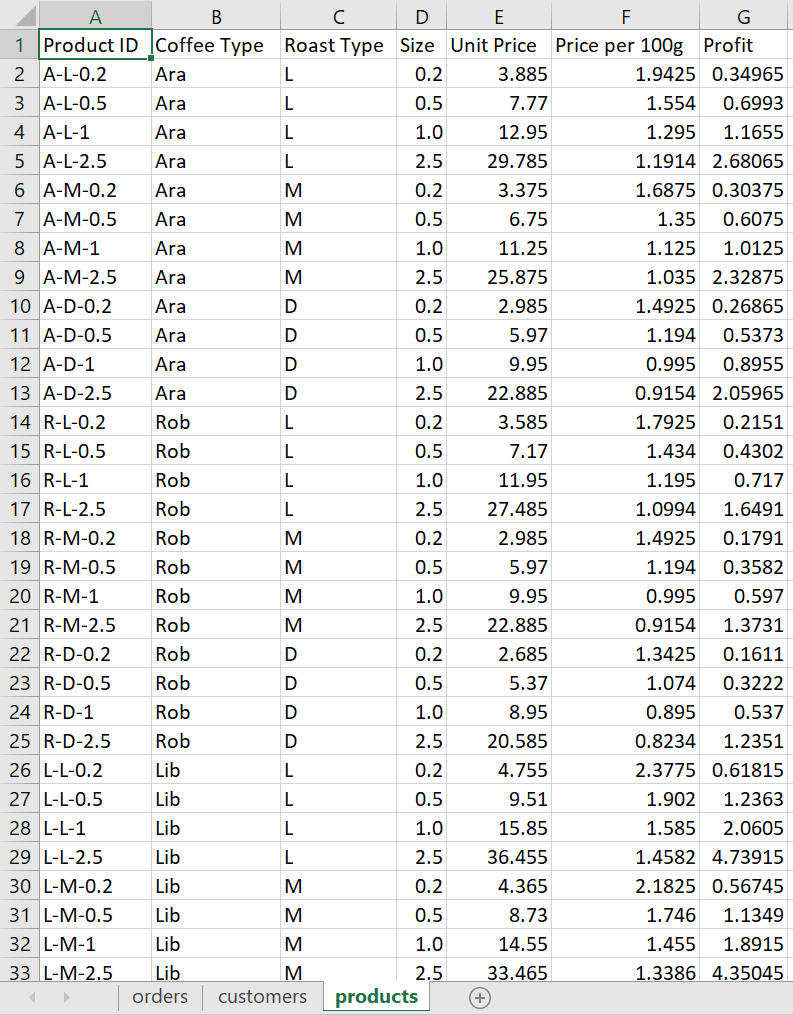 A B C D E F G
1 Product ID Coffee Type Roast Type Size Unit Price Price per 100g Profit
2 A-L-0.2 Ara L 0.2 3.885 1.9425 0.34965
3 A-L-0.5 Ara L 0.5 7.77 1.554 0.6993
4 A-L-1 Ara L 1.0 12.95 1.295 1.1655
5 A-L-2.5 Ara L 2.5 29.785 1.1914 2.68065
6 A-M-0.2 Ara M 0.2 3.375 1.6875 0.30375
7 A-M-0.5 Ara M 0.5 6.75 1.35 0.6075
8 A-M-1 Ara M 1.0 11.25 1.125 1.0125
9 A-M-2.5 Ara M 2.5 25.875 1.035 2.32875
10 A-D-0.2 Ara D 0.2 2.985 1.4925 0.26865
11 A-D-0.5 Ara D 0.5 5.97 1.194 0.5373
12 A-D-1 Ara D 1.0 9.95 0.995 0.8955
13 A-D-2.5 Ara D 2.5 22.885 0.9154 2.05965
14 R-L-0.2 Rob L 0.2 3.585 1.7925 0.2151
15 R-L-0.5 Rob L 0.5 7.17 1.434 0.4302
16 R-L-1 Rob L 1.0 11.95 1.195 0.717
17 R-L-2.5 Rob L 2.5 27.485 1.0994 1.6491
18 R-M-0.2 Rob M 0.2 2.985 1.4925 0.1791
19 R-M-0.5 Rob M 0.5 5.97 1.194 0.3582
20 R-M-1 Rob M 1.0 9.95 0.995 0.597
21 R-M-2.5 Rob M 2.5 22.885 0.9154 1.3731
22 R-D-0.2 Rob D 0.2 2.685 1.3425 0.1611
23 R-D-0.5 Rob D 0.5 5.37 1.074 0.3222
24 R-D-1 Rob D 1.0 8.95 0.895 0.537
25 R-D-2.5 Rob D 2.5 20.585 0.8234 1.2351
26 L-L-0.2 Lib L 0.2 4.755 2.3775 0.61815
27 L-L-0.5 Lib L 0.5 9.51 1.902 1.2363
28 L-L-1 Lib L 1.0 15.85 1.585 2.0605
29 L-L-2.5 Lib L 2.5 36.455 1.4582 4.73915
30 L-M-0.2 Lib M 0.2 4.365 2.1825 0.56745
31 L-M-0.5 Lib M 0.5 8.73 1.746 1.1349
32 L-M-1 Lib M 1.0 14.55 1.455 1.8915
33 L-M-2.5 Lib M 2.5 33.465 1.3386 4.35045
orders customers products